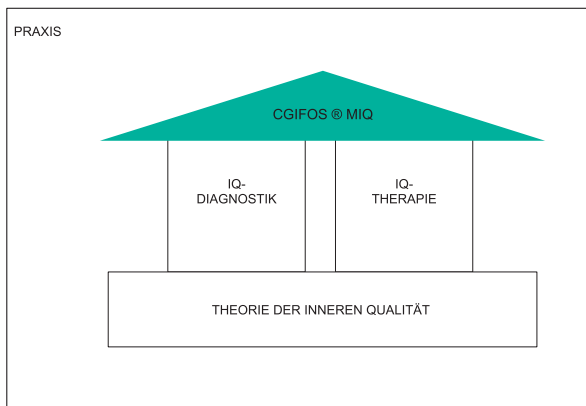 PRAXIS
CGIFOS ® MIQ
IQ-
DIAGNOSTIK
IQ-
THERAPIE
THEORIE DER INNEREN QUALITÄT